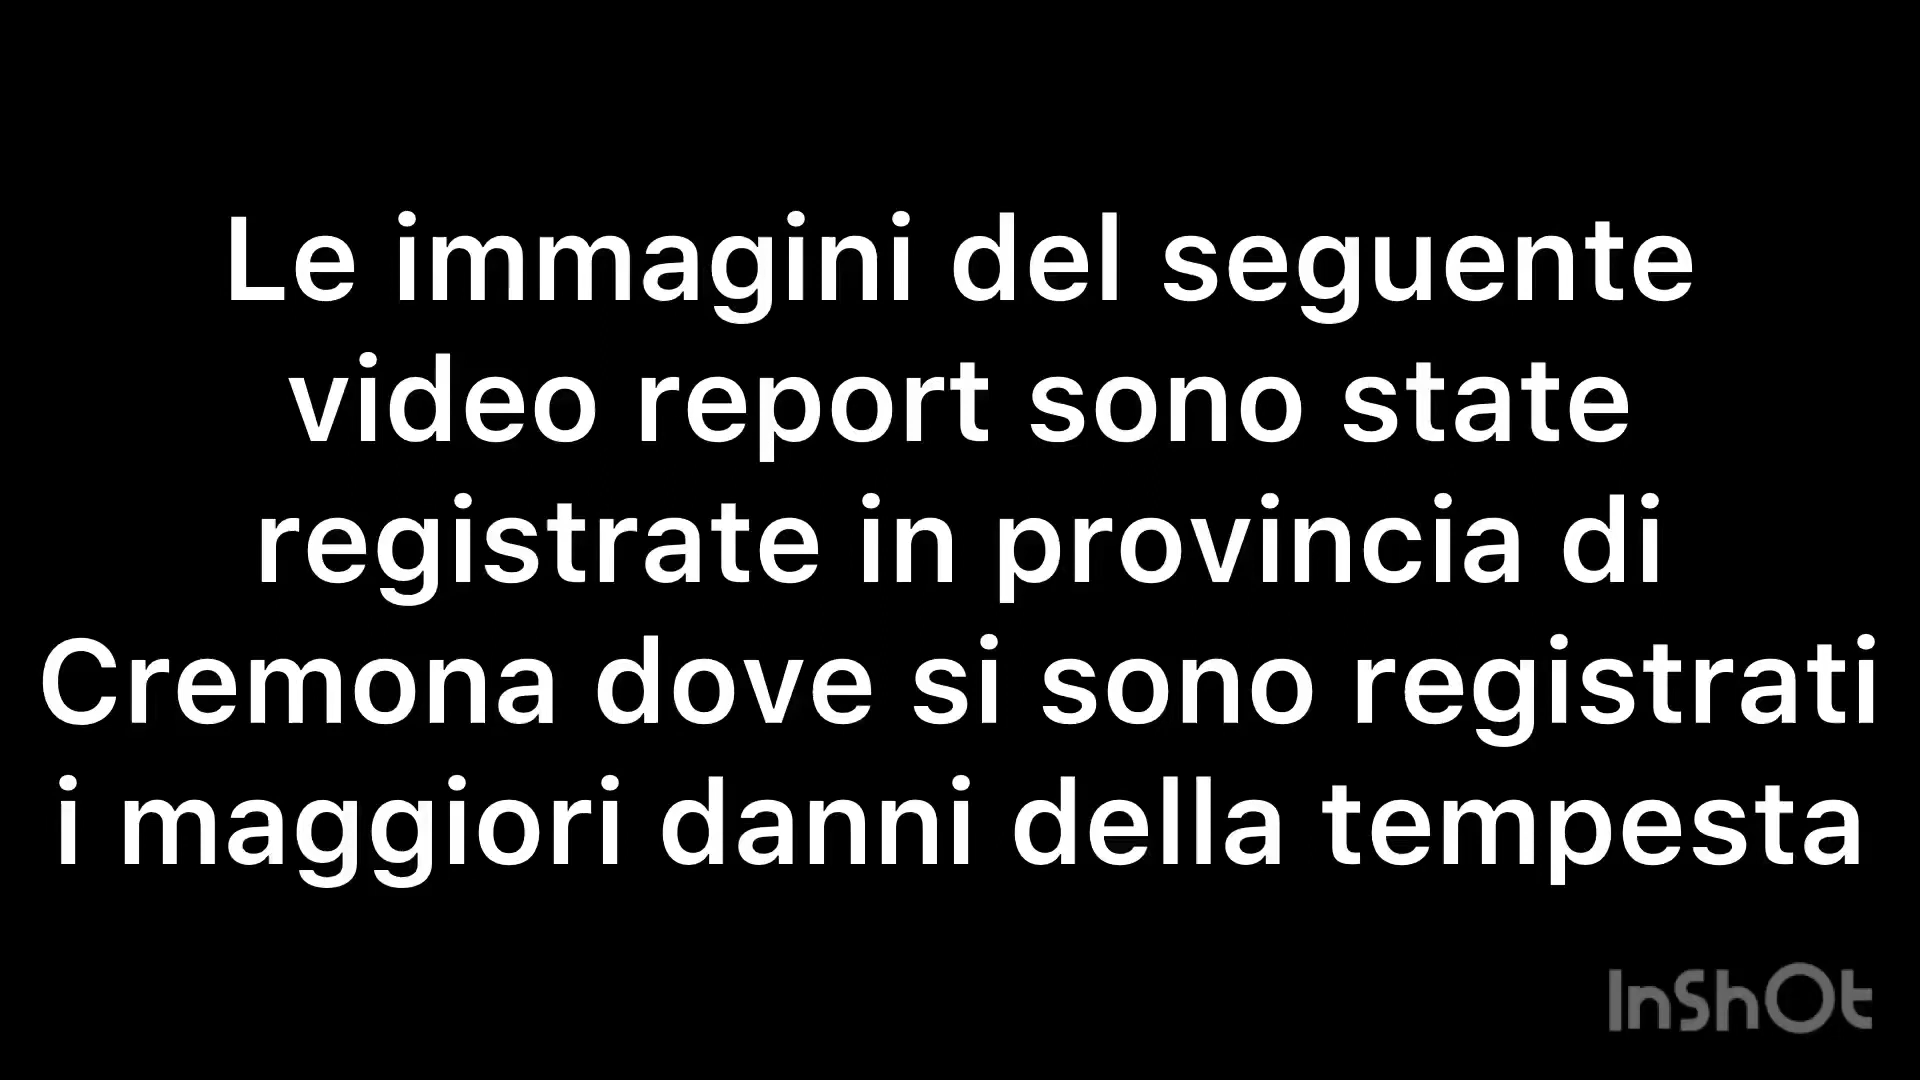 Le immagini del seguente
video report sono state
registrate in provincia di
Cremona dove si sono registrati
i maggiori danni della tempesta
InShOt